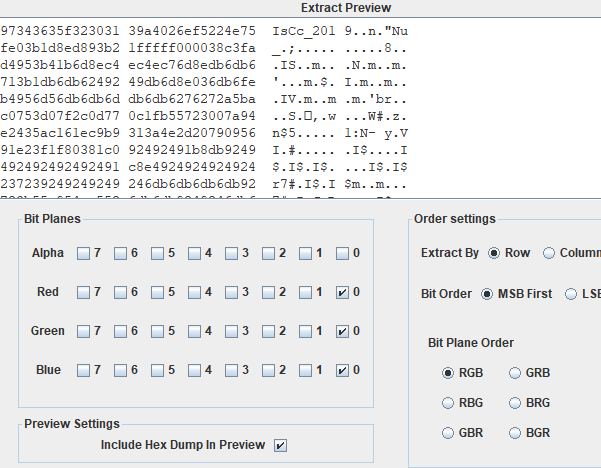 Extract Preview
97343635f323031 39a4026ef5224e75 IsCc_201 9..n."Nu
fe03b1d8ed893b2 1fffff000038c3fa _.;..... ......8..
d4953b41b6d8ec4 ec4ec76d8edb6db6 .IS..m.. .N.m..m.
713b1db6db62492 49db6d8e036db6fe '...m.$. I.m..m..
b4956d56db6db6d db6db6276272a5ba .IV.m..m .m.'br..
c0753d07f2c0d77 0c1fb55723007a94 ..S.▯,.w ...W#.z.
e2435ac161ec9b9 313a4e2d20790956 n$5..... 1:N- y.V
91e23f1f80381c0 92492491b8db9249 I.#..... .I$....I
492492492492491 c8e4924924924924 $.I$.I$. ...I.$I.$
237239249249249 246db6db6db6db92 r7#.I$.I $m..m...
Bit Planes
Alpha 7 6 5 4 3 2 1 0
Red 7 6 5 4 3 2 1 0
Green 7 6 5 4 3 2 1 0
Blue 7 6 5 4 3 2 1 0
Preview Settings
Include Hex Dump In Preview
Order settings
Extract By Row Column
Bit Order MSB First LSB
Bit Plane Order
RGB GRB
RBG BRG
GBR BGR